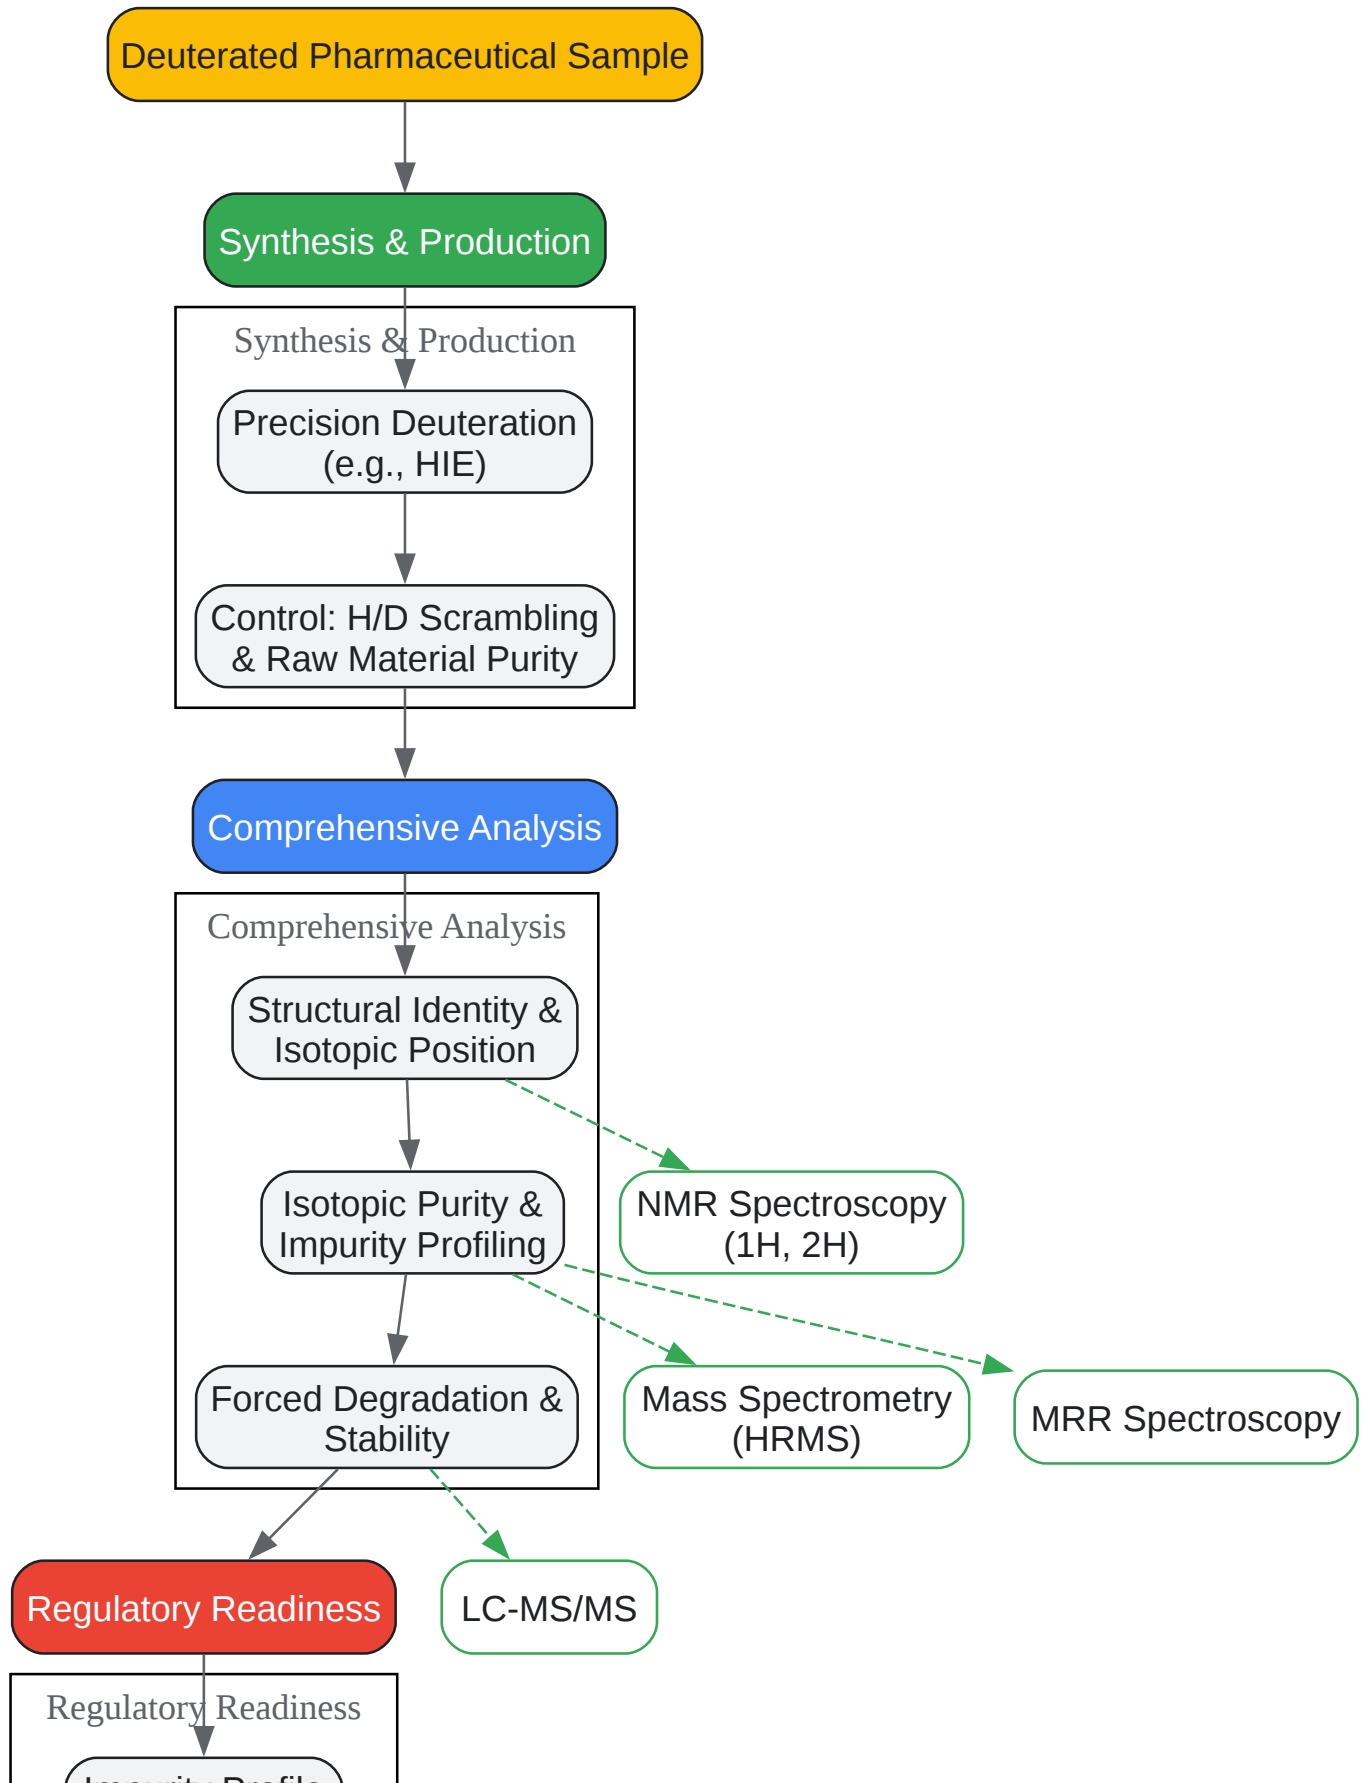 Deuterated Pharmaceutical Sample
Synthesis & Production
Synthesis & Production
Precision Deuteration
(e.g., HIE)
Control: H/D Scrambling
& Raw Material Purity
Comprehensive Analysis
Comprehensive Analysis
Structural Identity &
Isotopic Position
Isotopic Purity &
Impurity Profiling
NMR Spectroscopy
(1H, 2H)
Forced Degradation &
Stability
Mass Spectrometry
(HRMS)
MRR Spectroscopy
Regulatory Readiness
LC-MS/MS
Regulatory Readiness
Impurity Profile